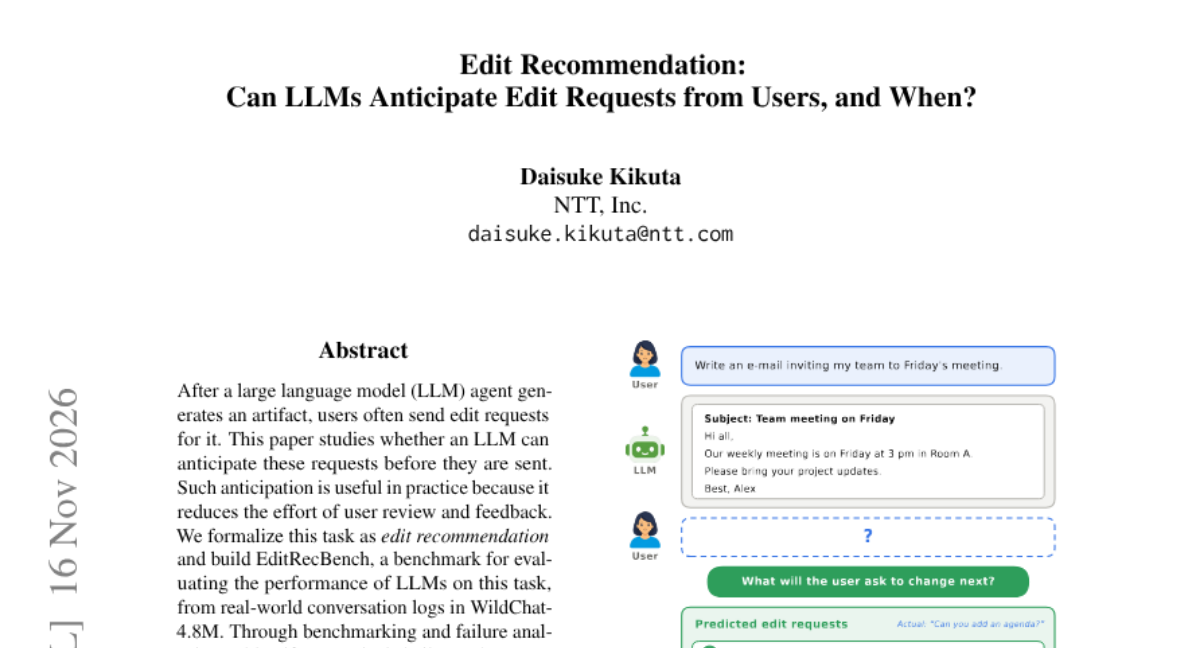 Edit Recommendation:
Can LLMs Anticipate Edit Requests from Users, and When?
Daisuke Kikuta
NTT, Inc.
daisuke.kikuta@ntt.com
L] 16 Nov 2026
Abstract
After a large language model (LLM) agent gen-
erates an artifact, users often send edit requests
for it. This paper studies whether an LLM can
anticipate these requests before they are sent.
Such anticipation is useful in practice because it
reduces the effort of user review and feedback.
We formalize this task as edit recommendation
and build EditRecBench, a benchmark for eval-
uating the performance of LLMs on this task,
from real-world conversation logs in WildChat-
4.8M. Through benchmarking and failure anal-
User
Write an e-mail inviting my team to Friday's meeting.
LLM
Subject: Team meeting on Friday
Hi all,
Our weekly meeting is on Friday at 3 pm in Room A.
Please bring your project updates.
Best, Alex
User
?
What will the user ask to change next?
Predicted edit requests
Actual: "Can you add an agenda?"